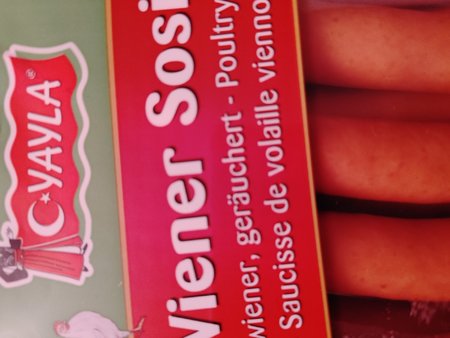 YAYLA®
Wiener Sosi
wiener, geräuchert - Poultry
Saucisse de volaille vienno